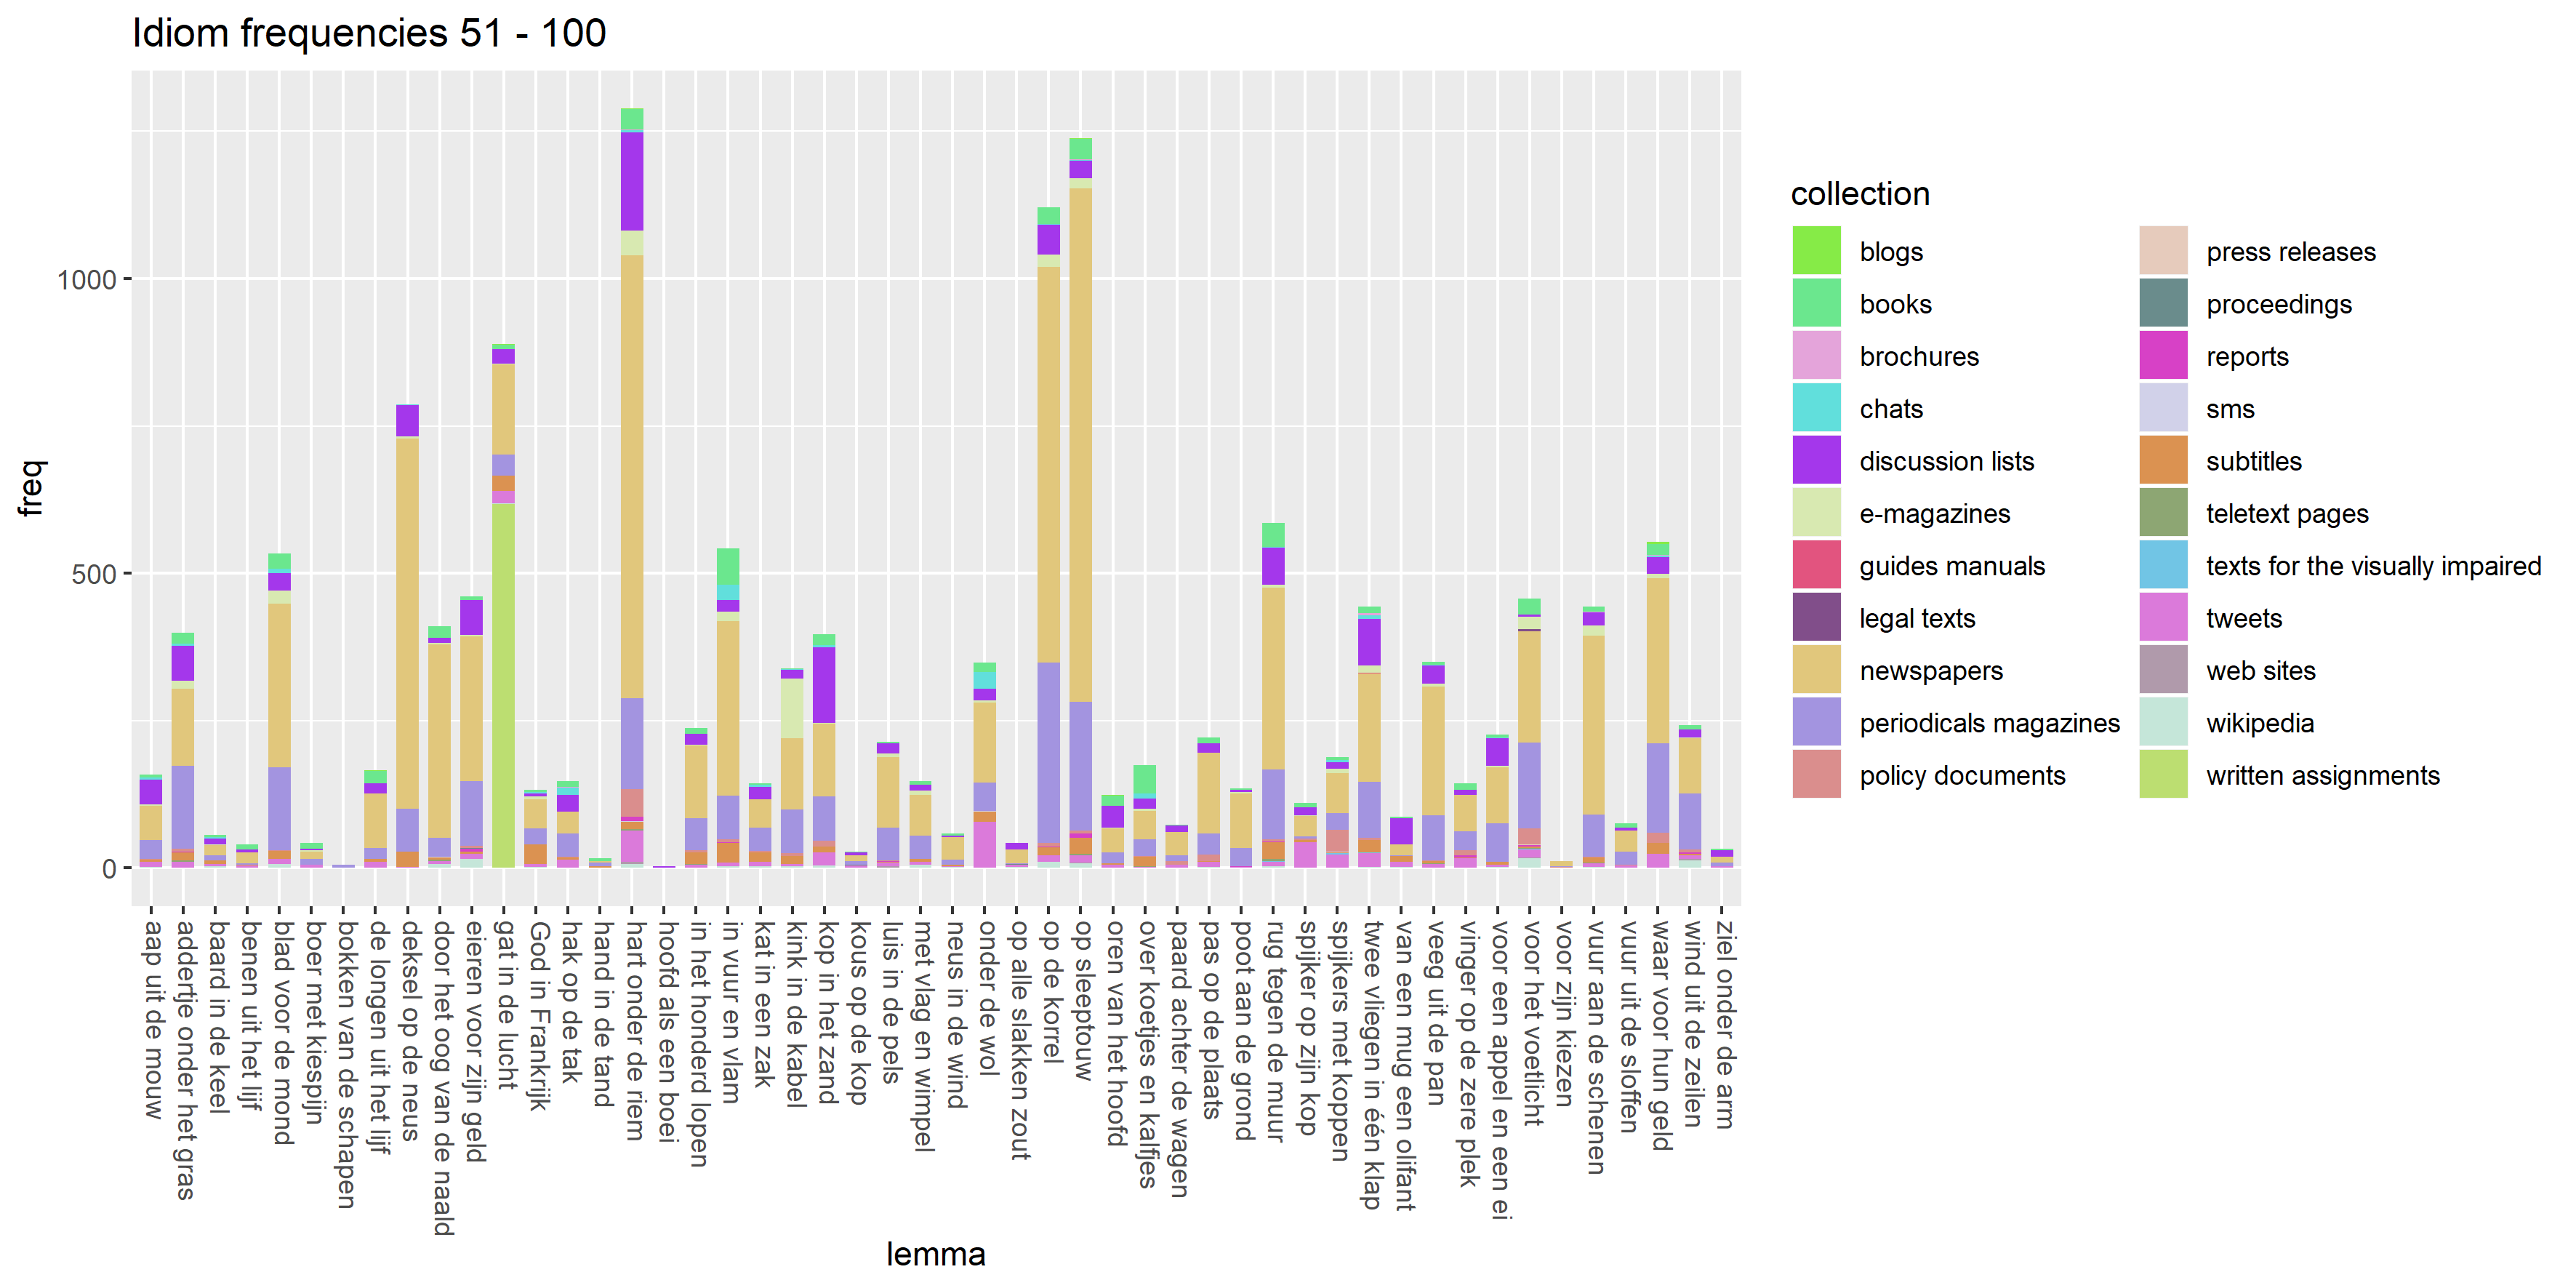 Idiom frequencies 51 - 100
freq
1000
500
0
aap uit de mouw
addertje onder het gras
baard in de keel
benen uit het lijf
blad voor de mond
boer met kiespijn
bokken van de schapen
de longen uit het lijf
deksel op de neus
door het oog van de naald
eieren voor zijn geld
gat in de lucht
God in Frankrijk
hak op de tak
hand in de tand
hart onder de riem
hoofd als een boei
in het honderd lopen
in vuur en vlam
kat in een zak
kink in de kabel
kop in het zand
kous op de kop
luis in de pels
met vlag en wimpel
neus in de wind
onder de wol
op alle slakken zout
op de korrel
op sleeptouw
oren van het hoofd
over koetjes en kalfjes
paard achter de wagen
pas op de plaats
poot aan de grond
rug tegen de muur
spijker op zijn kop
spijkers met koppen
twee vliegen in één klap
van een mug een olifant
veeg uit de pan
vinger op de zere plek
voor een appel en een ei
voor het voetlicht
voor zijn kiezen
vuur aan de schenen
vuur uit de sloffen
waar voor hun geld
wind uit de zeilen
ziel onder de arm
lemma
collection
blogs
books
brochures
chats
discussion lists
e-magazines
guides manuals
legal texts
newspapers
periodicals magazines
policy documents
press releases
proceedings
reports
sms
subtitles
teletext pages
texts for the visually impaired
tweets
web sites
wikipedia
written assignments